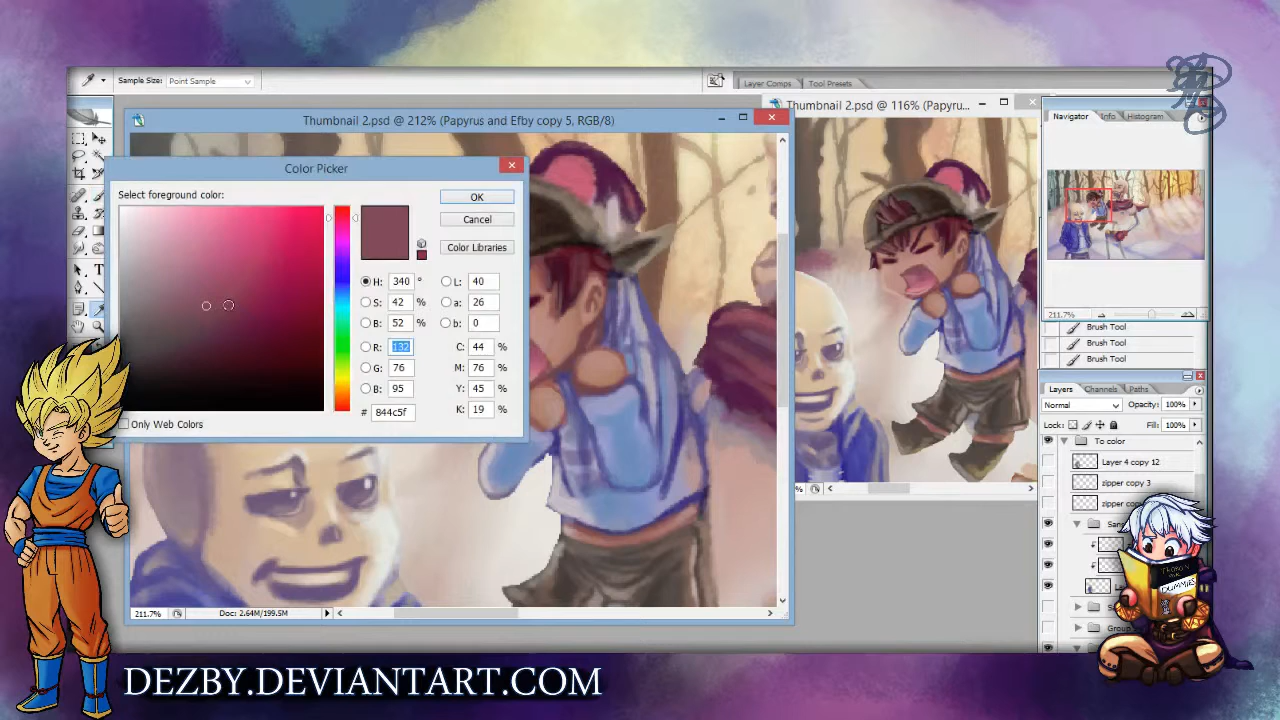 Sample Size: Point Sample
Layer Comps Tool Presets
Thumbnail 2.psd @ 212% (Papyrus and Efby copy 5, RGB/8)
Thumbnail 2.psd @ 116% (Papyru...
Navigator Info Histogram
Color Picker
Select foreground color:
OK
Cancel
Color Libraries
H: 340 °
S: 42 %
B: 52 %
R: 132
G: 76
B: 95
# 844c5f
L: 40
a: 26
b: 0
C: 44 %
M: 76 %
Y: 45 %
K: 19 %
Only Web Colors
211.7%
Brush Tool
Brush Tool
Brush Tool
Layers Channels Paths
Normal Opacity: 100%
Lock: Fill: 100%
To color
Layer 4 copy 12
zipper copy 3
zipper
Group
211.7% Doc: 2.64M/199.5M
%
DUMMIES
DEZBY.DEVIANTART.COM